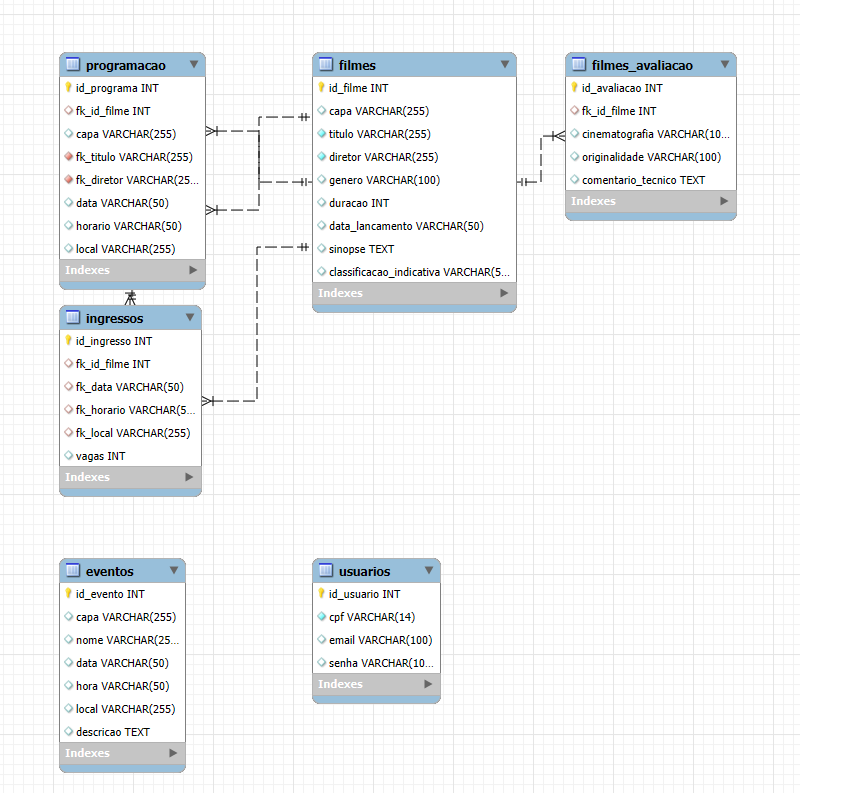 programacao
id_programa INT
fk_id_filme INT
capa VARCHAR(255)
fk_titulo VARCHAR(255)
fk_diretor VARCHAR(25...
data VARCHAR(50)
horario VARCHAR(50)
local VARCHAR(255)
Indexes
filmes
id_filme INT
capa VARCHAR(255)
titulo VARCHAR(255)
diretor VARCHAR(255)
genero VARCHAR(100)
duracao INT
data_lancamento VARCHAR(50)
sinopse TEXT
classificacao_indicativa VARCHAR(5...
Indexes
filmes_avaliacao
id_avaliacao INT
fk_id_filme INT
cinematografia VARCHAR(10...
originalidade VARCHAR(100)
comentario_tecnico TEXT
Indexes
ingressos
id_ingresso INT
fk_id_filme INT
fk_data VARCHAR(50)
fk_horario VARCHAR(5...
fk_local VARCHAR(255)
vagas INT
Indexes
eventos
id_evento INT
capa VARCHAR(255)
nome VARCHAR(25...
data VARCHAR(50)
hora VARCHAR(50)
local VARCHAR(255)
descricao TEXT
Indexes
usuarios
id_usuario INT
cpf VARCHAR(14)
email VARCHAR(100)
senha VARCHAR(10...
Indexes